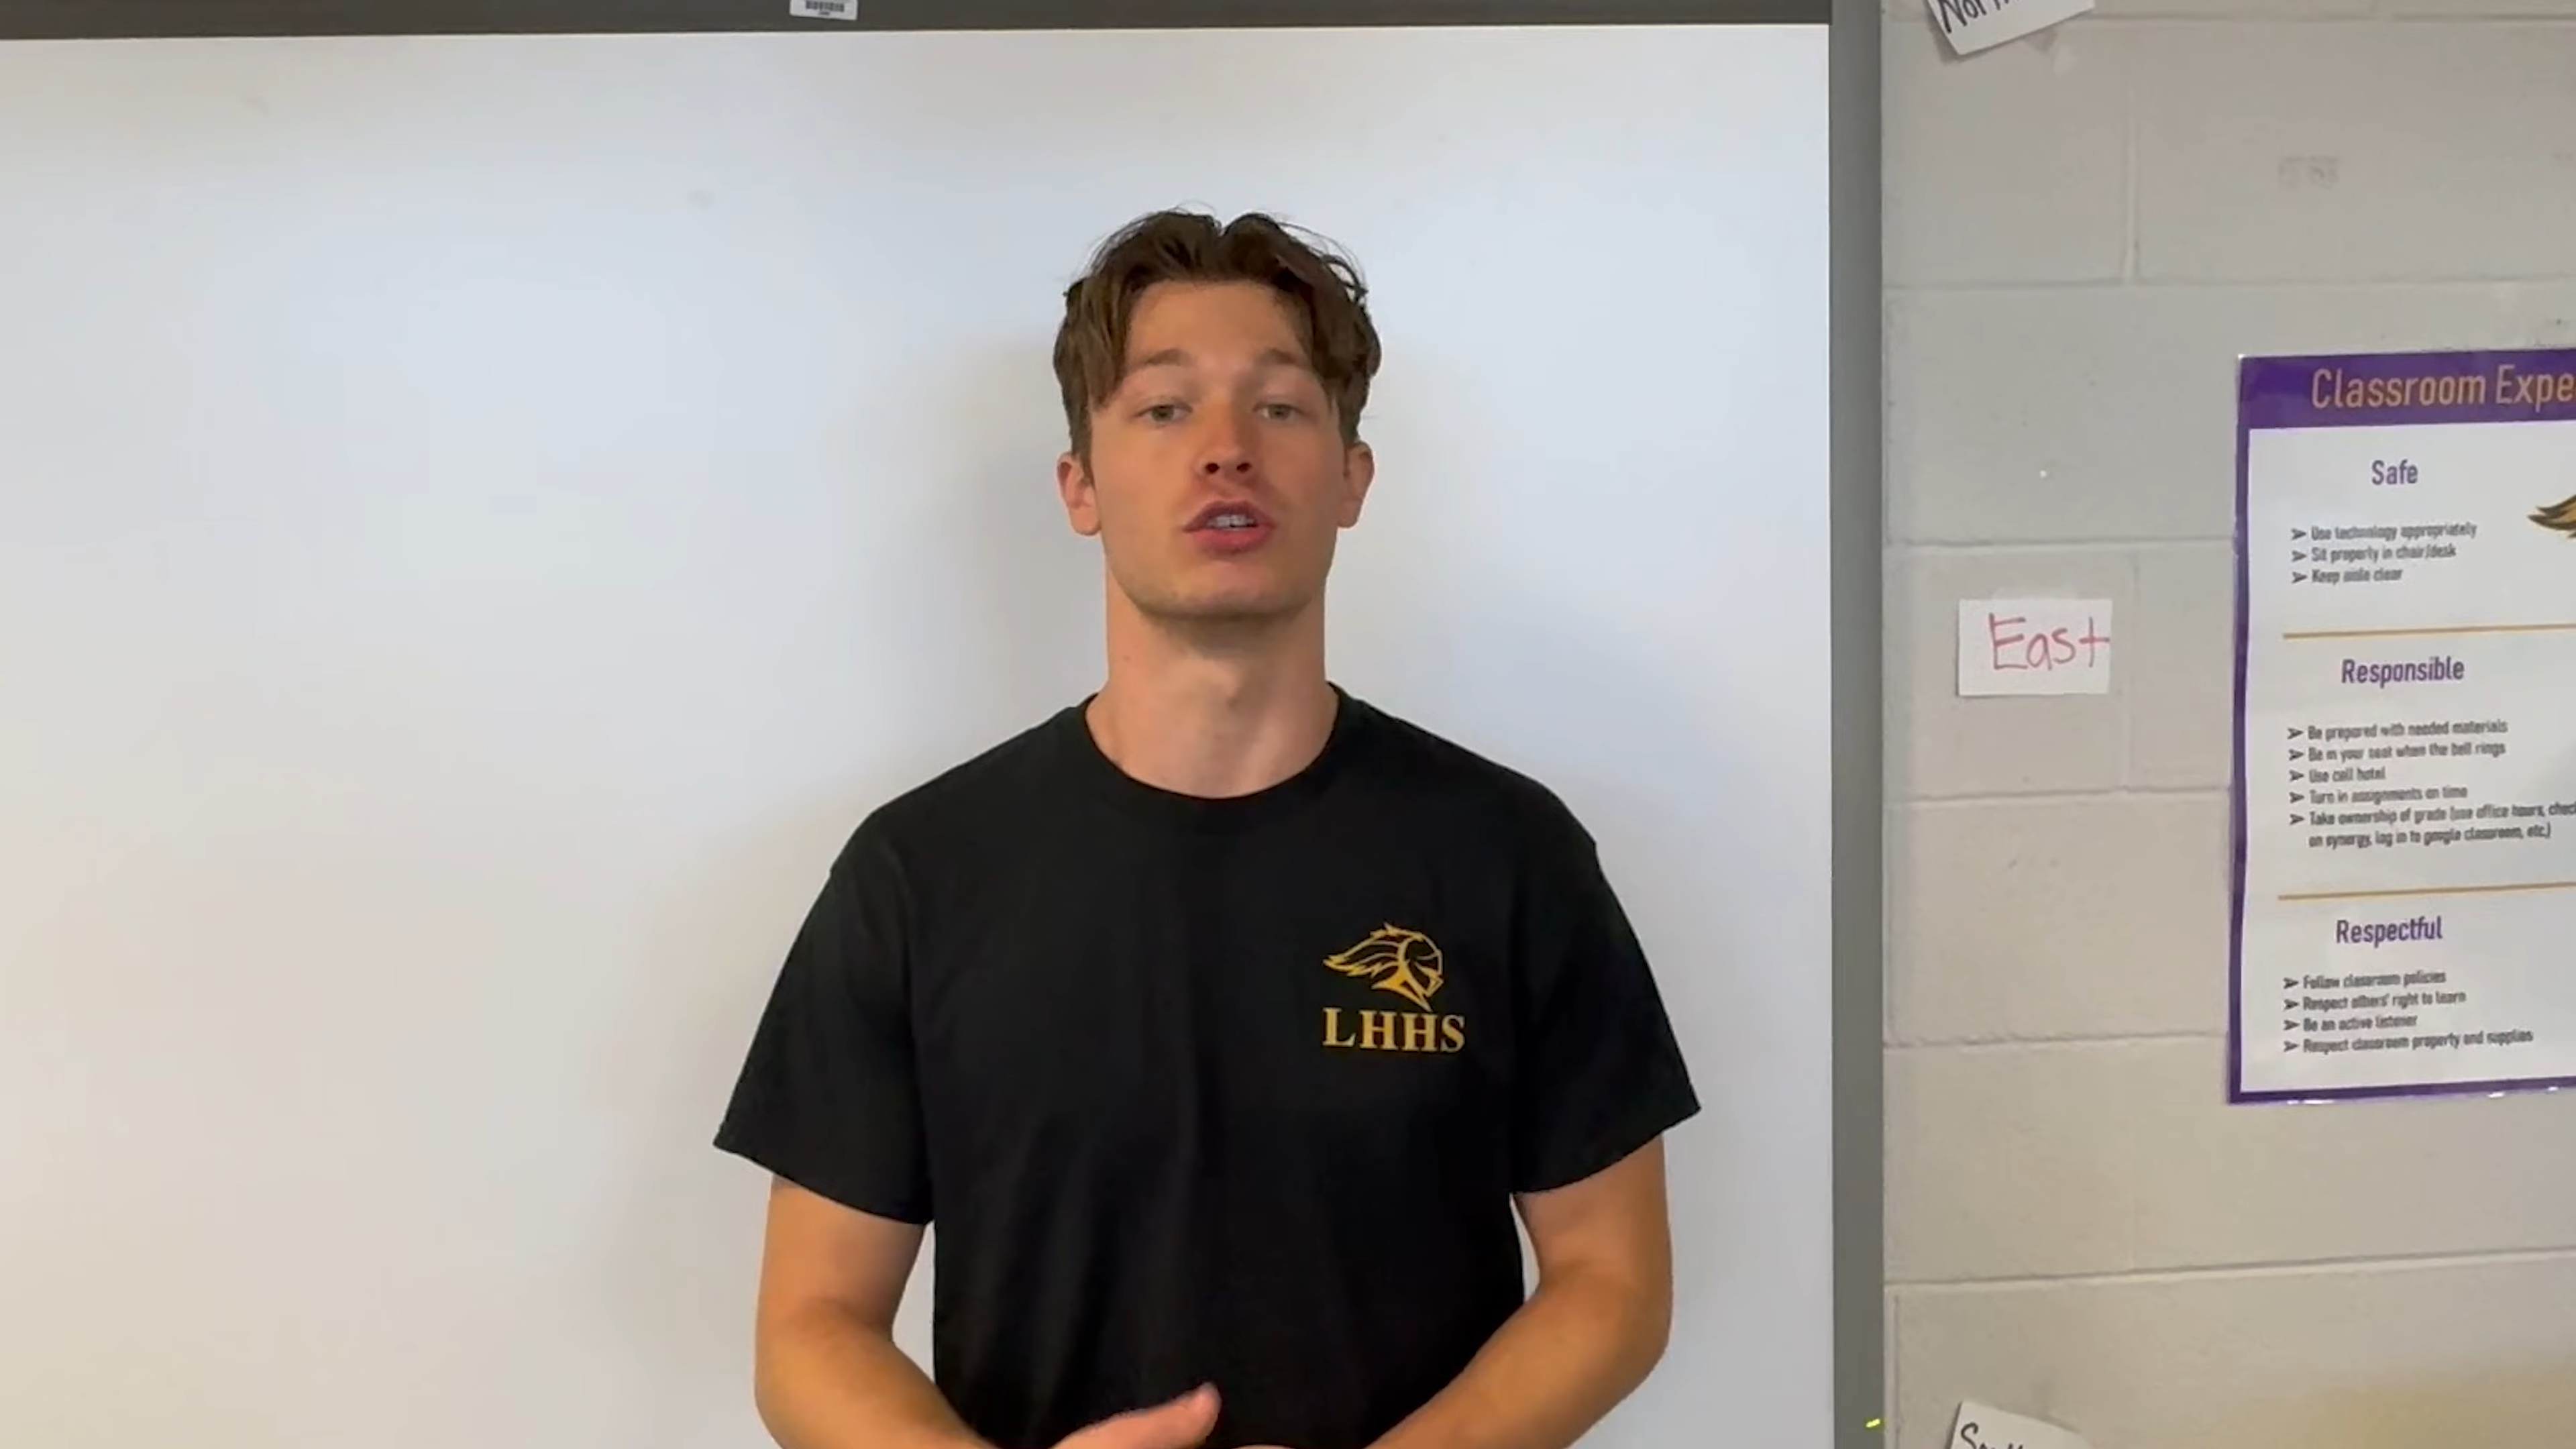 Classroom Expe
Safe
➢ Use technology appropriately
➢ Sit properly in chair/desk
➢ Keep aisle clear
East
Responsible
➢ Be prepared with needed materials
➢ Be in your seat when the bell rings
➢ Use cell hotel
➢ Turn in assignments on time
➢ Take ownership of grade (use office hours, chec
on synergy, log in to google classroom, etc.)
Respectful
➢ Follow classroom policies
➢ Respect others' right to learn
➢ Be an active listener
➢ Respect classroom property and supplies
LHHS